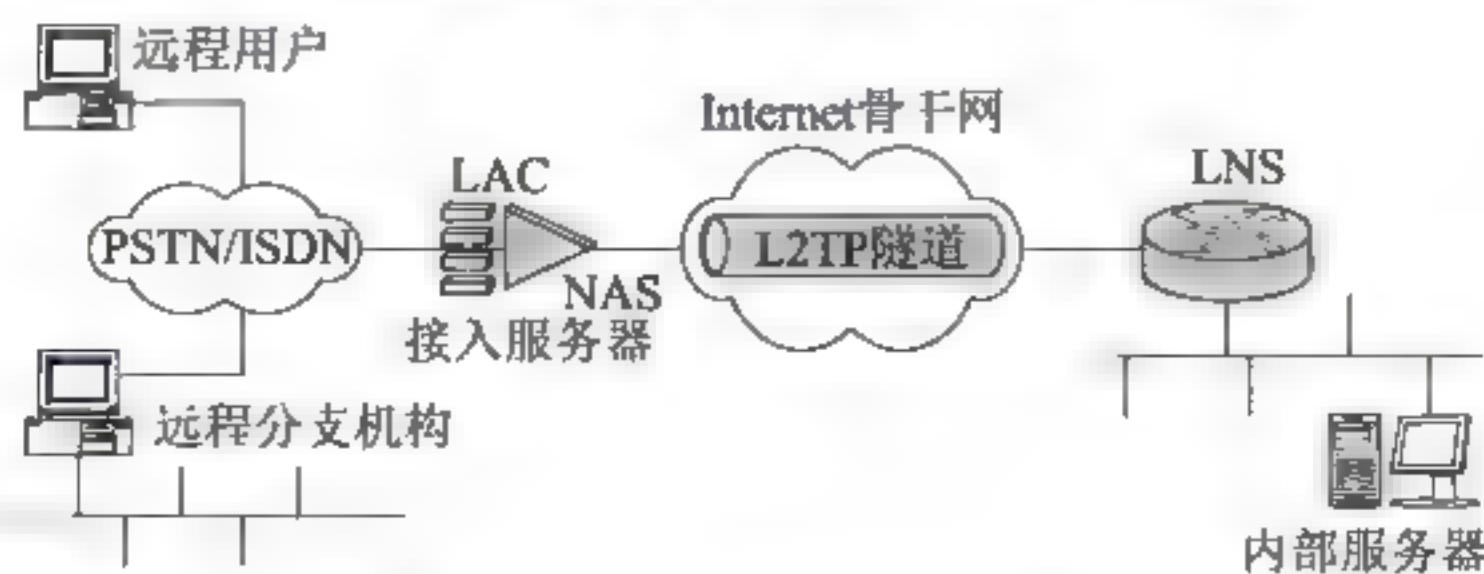 远程用户
Internet骨干网
LAC
LNS
PSTN/ISDN
L2TP隧道
NAS
接入服务器
远程分支机构
内部服务器